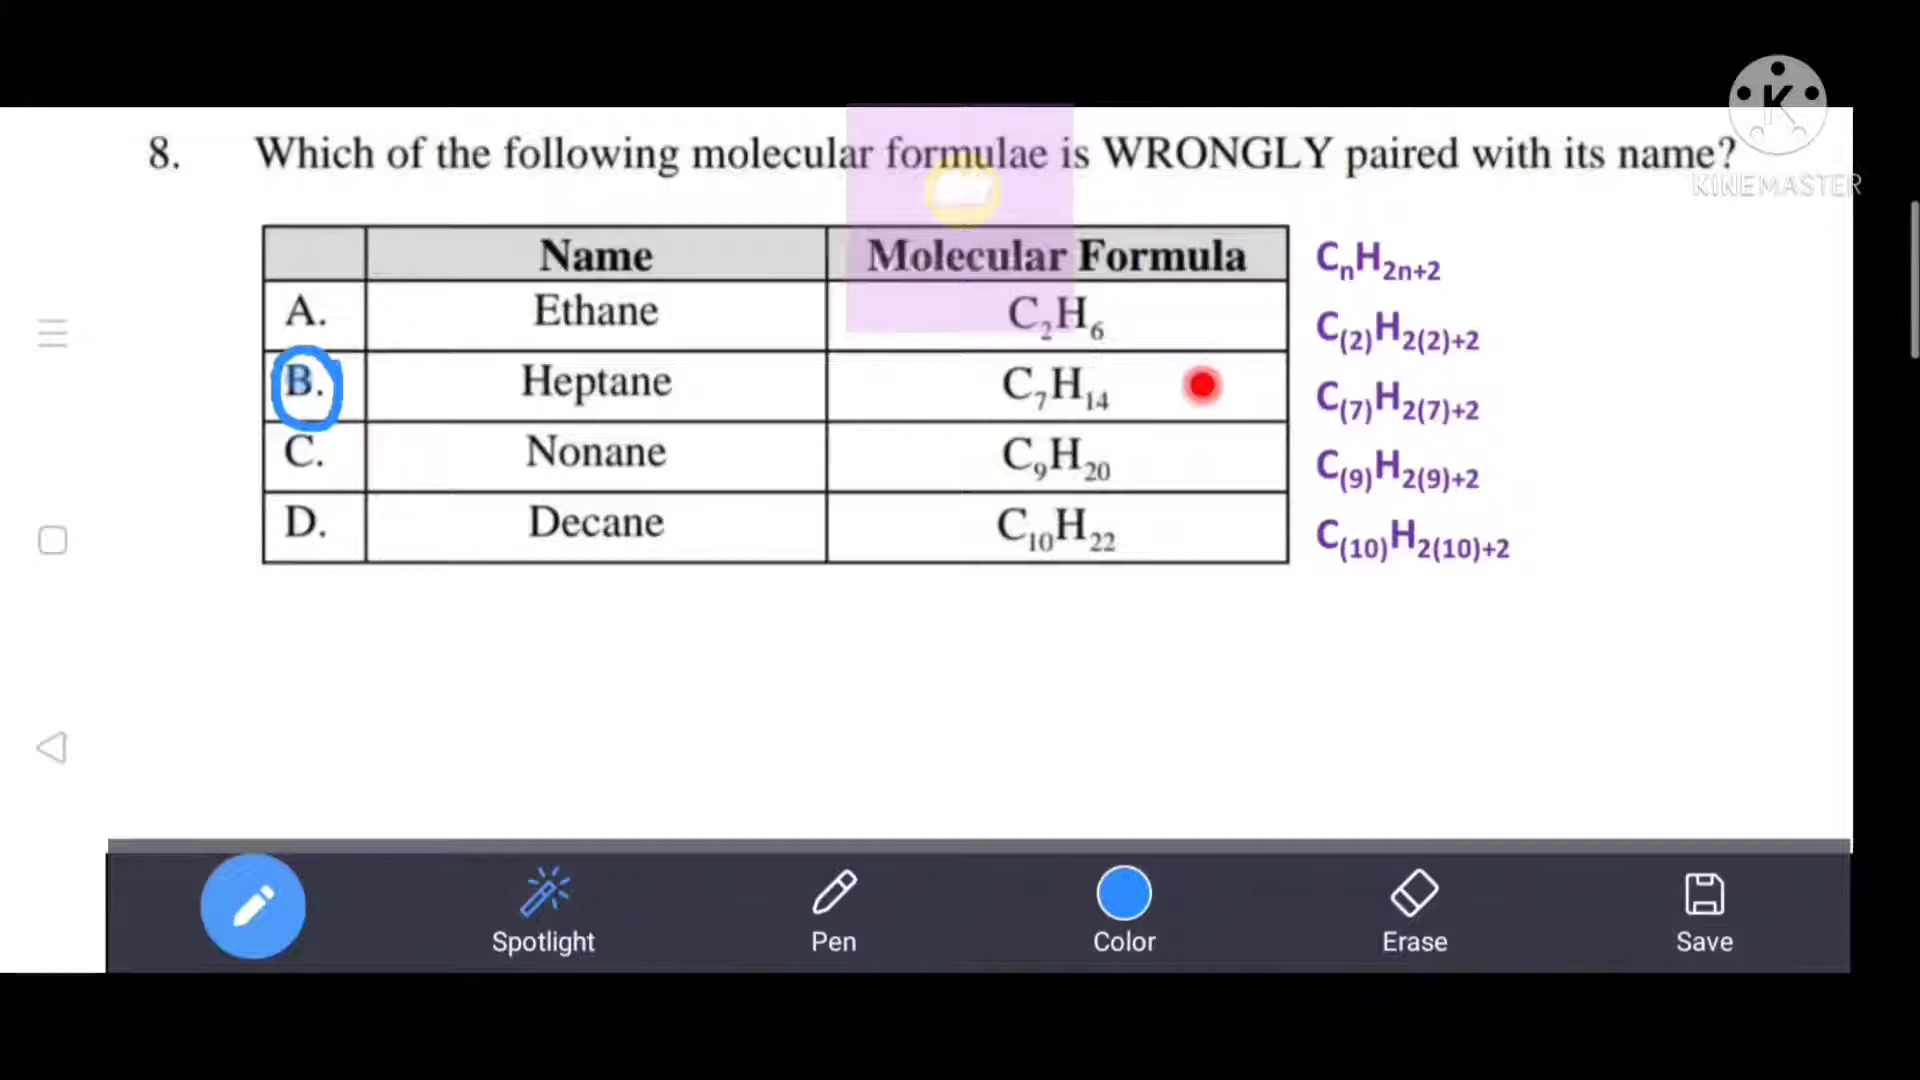 K
KINEMASTER
8. Which of the following molecular formulae is WRONGLY paired with its name?
Name Molecular Formula
A. Ethane C₂H₆
B. Heptane C₇H₁₄
C. Nonane C₉H₂₀
D. Decane C₁₀H₂₂
CₙH₂ₙ₊₂
C₍₂₎H₂₍₂₎₊₂
C₍₇₎H₂₍₇₎₊₂
C₍₉₎H₂₍₉₎₊₂
C₍₁₀₎H₂₍₁₀₎₊₂
Spotlight Pen Color Erase Save